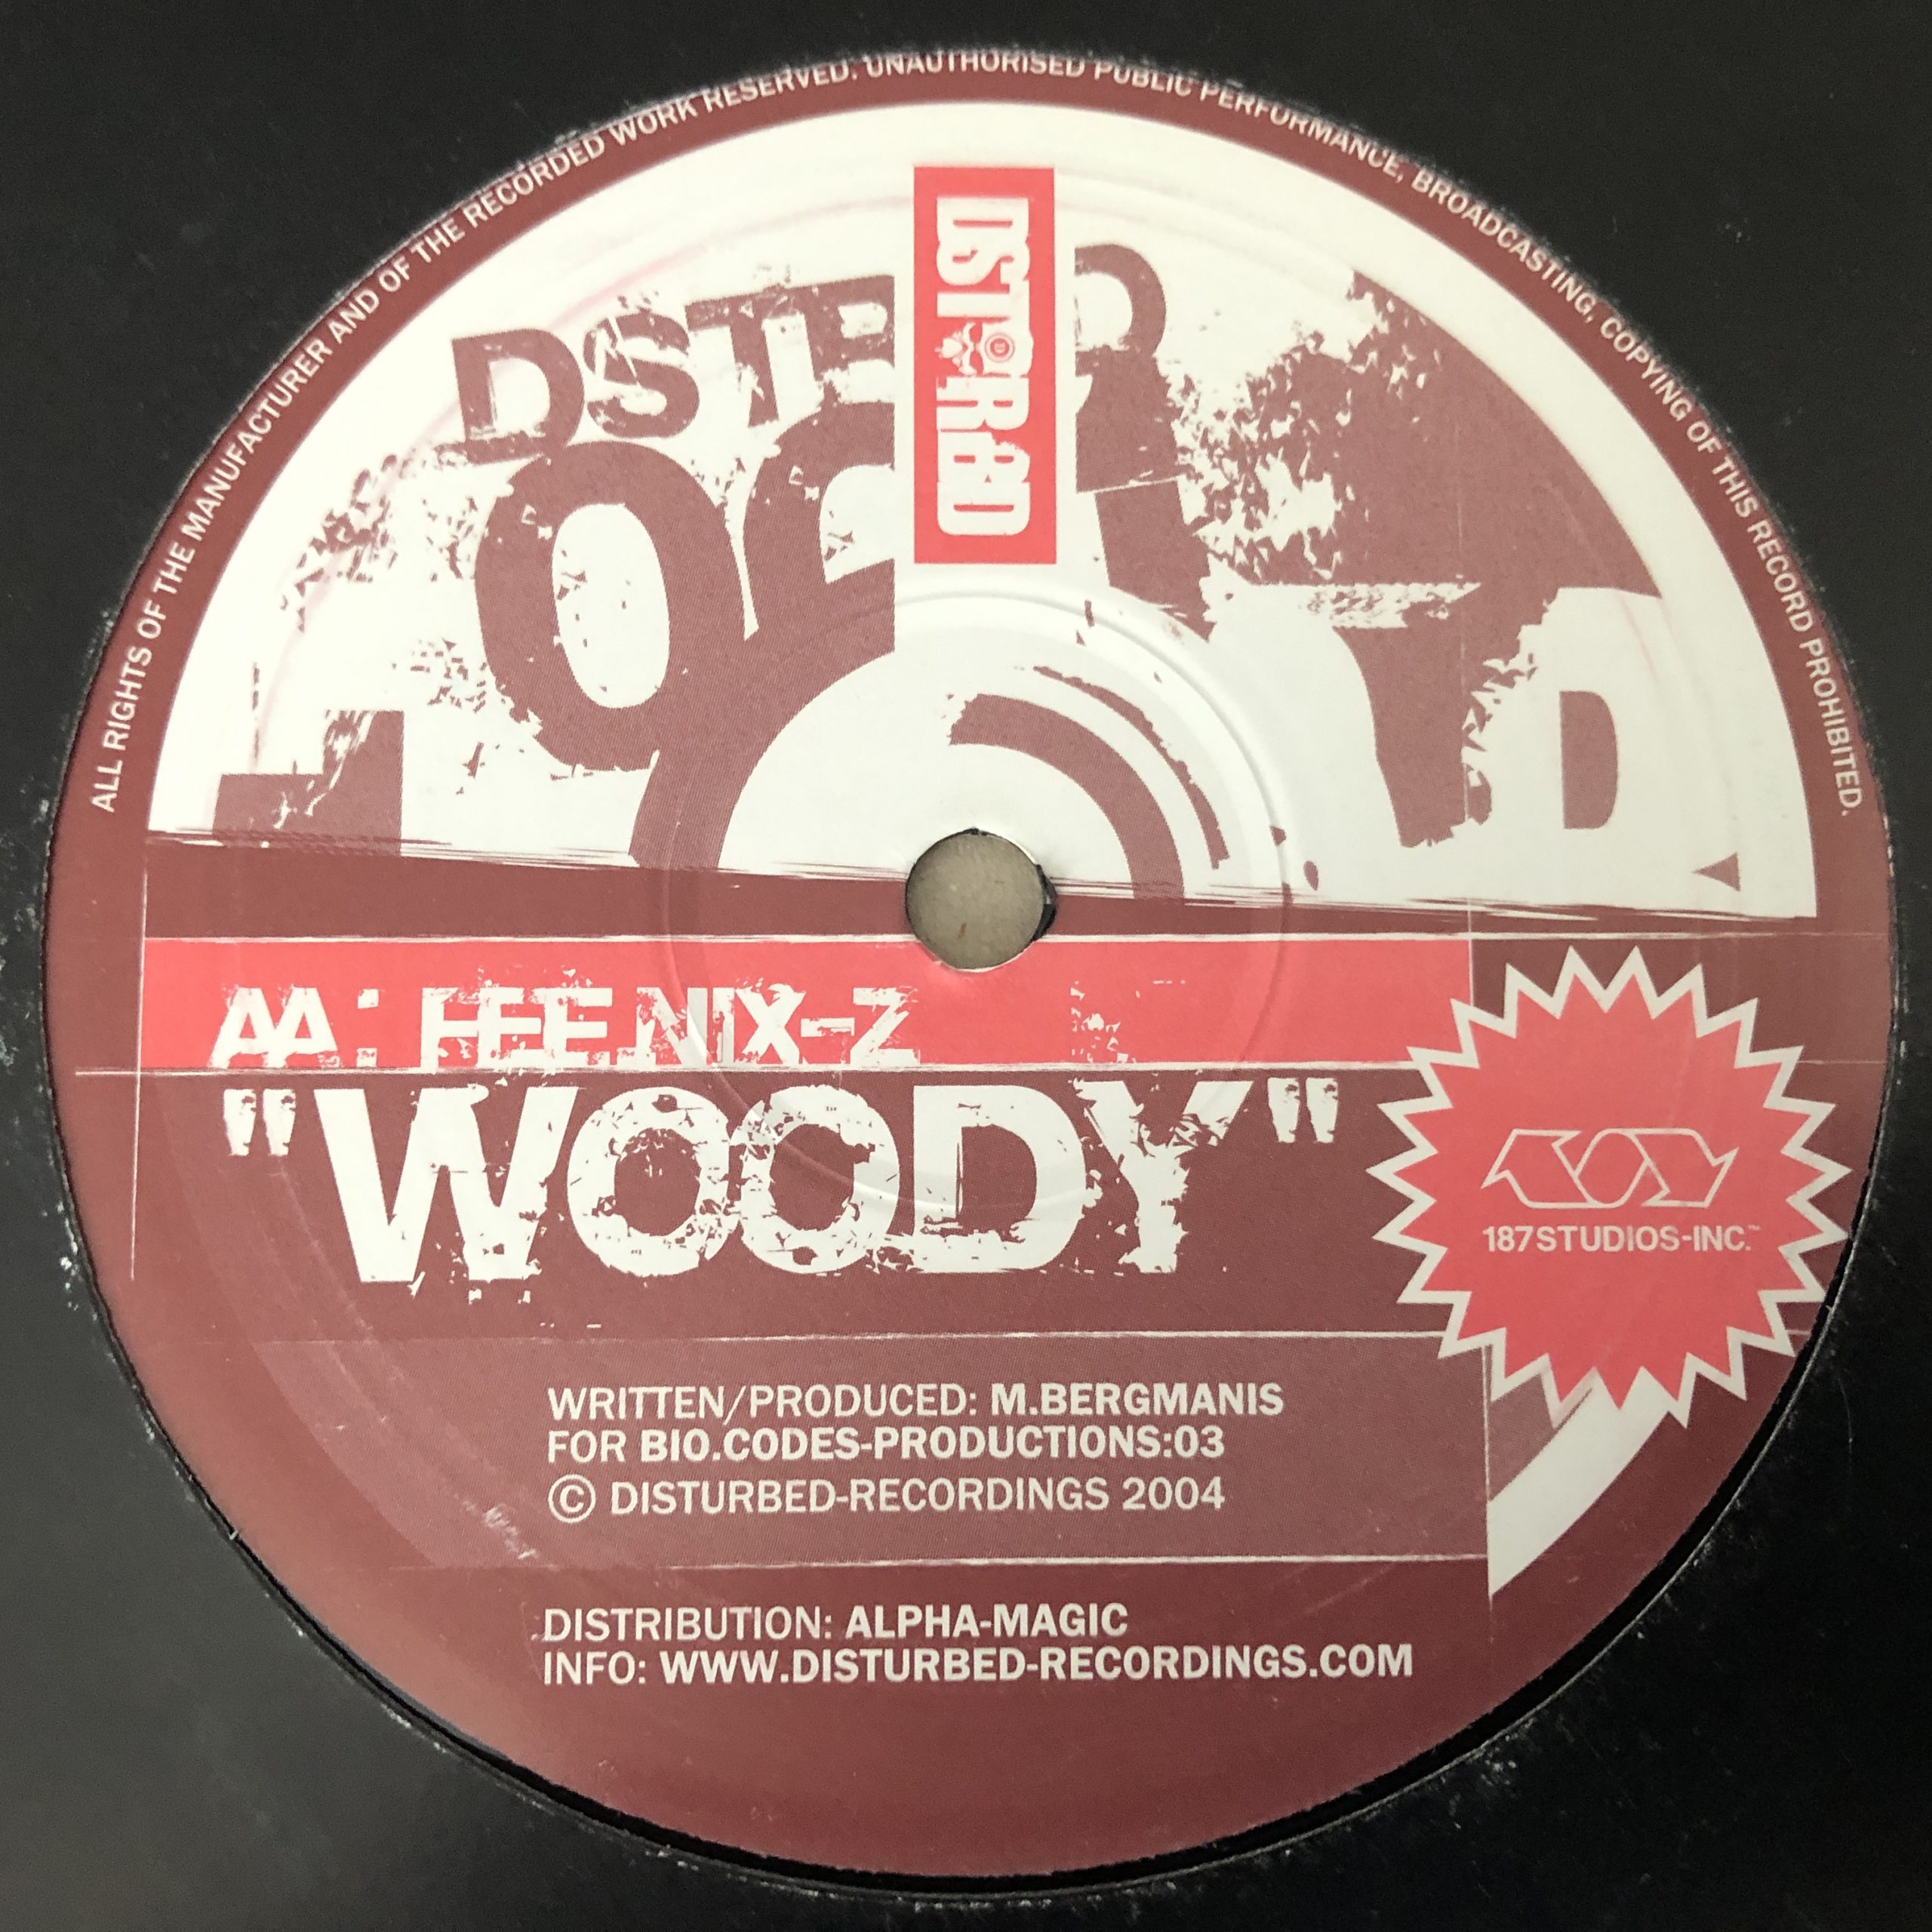 ALL RIGHTS OF THE MANUFACTURER AND OF THE RECORDED WORK RESERVED. UNAUTHORISED PUBLIC PERFORMANCE, BROADCASTING, COPYING OF THIS RECORD PROHIBITED.
AA: FEE.NIX-Z
"WOODY"
187STUDIOS-INC.™
WRITTEN/PRODUCED: M.BERGMANIS
FOR BIO.CODES-PRODUCTIONS:03
© DISTURBED-RECORDINGS 2004
DISTRIBUTION: ALPHA-MAGIC
INFO: WWW.DISTURBED-RECORDINGS.COM